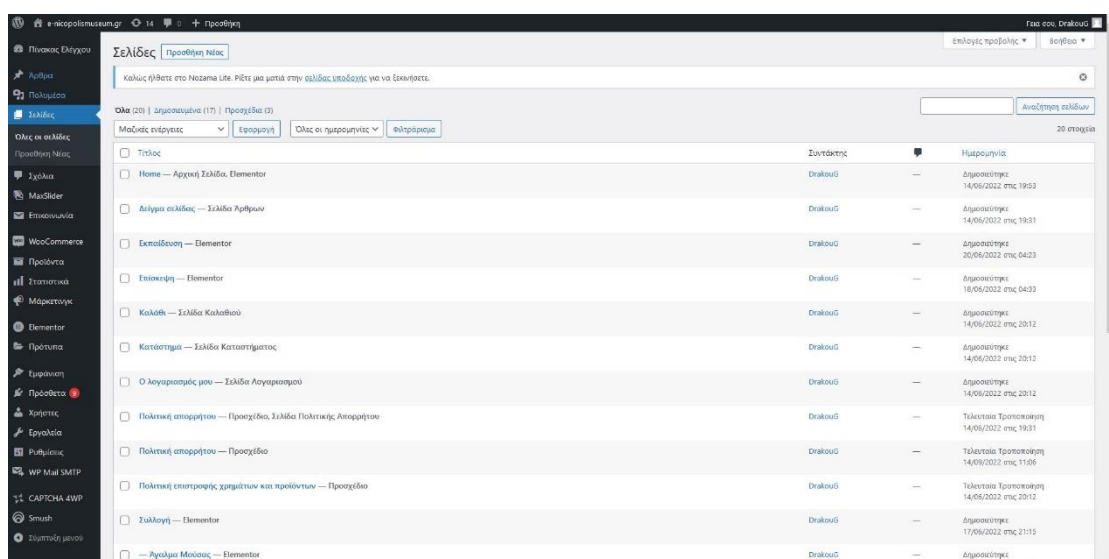 e-nicopolismuseum.gr 14 0 + Προσθήκη
Γεια σου, DrakouG
Πίνακας Ελέγχου
Άρθρα
Πολυμέσα
Σελίδες
Όλες οι σελίδες
Προσθήκη Νέας
Σχόλια
MaxSlider
Επικοινωνία
WooCommerce
Προϊόντα
Στατιστικά
Μάρκετινγκ
Elementor
Πρότυπα
Εμφάνιση
Πρόσθετα 9
Χρήστες
Εργαλεία
Ρυθμίσεις
WP Mail SMTP
CAPTCHA 4WP
Smush
Σύμπτυξη μενού
Επιλογές προβολής Βοήθεια
Σελίδες Προσθήκη Νέας
Καλώς ήλθατε στο Nozama Lite. Ρίξτε μια ματιά στην σελίδας υποδοχής για να ξεκινήσετε.
Όλα (20) | Δημοσιευμένα (17) | Προσχέδια (3)
Αναζήτηση σελίδων
Μαζικές ενέργειες Εφαρμογή Όλες οι ημερομηνίες Φιλτράρισμα
20 στοιχεία
Τίτλος Συντάκτης Ημερομηνία
Home — Αρχική Σελίδα, Elementor DrakouG — Δημοσιεύτηκε
14/06/2022 στις 19:53
Δείγμα σελίδας — Σελίδα Άρθρων DrakouG — Δημοσιεύτηκε
14/06/2022 στις 19:31
Εκπαίδευση — Elementor DrakouG — Δημοσιεύτηκε
20/06/2022 στις 04:23
Επίσκεψη — Elementor DrakouG — Δημοσιεύτηκε
18/06/2022 στις 04:33
Καλάθι — Σελίδα Καλαθιού DrakouG — Δημοσιεύτηκε
14/06/2022 στις 20:12
Κατάστημα — Σελίδα Καταστήματος DrakouG — Δημοσιεύτηκε
14/06/2022 στις 20:12
Ο λογαριασμός μου — Σελίδα Λογαριασμού DrakouG — Δημοσιεύτηκε
14/06/2022 στις 20:12
Πολιτική απορρήτου — Προσχέδιο, Σελίδα Πολιτικής Απορρήτου DrakouG — Τελευταία Τροποποίηση
14/06/2022 στις 19:31
Πολιτική απορρήτου — Προσχέδιο DrakouG — Τελευταία Τροποποίηση
14/09/2022 στις 11:06
Πολιτική επιστροφής χρημάτων και προϊόντων — Προσχέδιο DrakouG — Τελευταία Τροποποίηση
14/06/2022 στις 20:12
Συλλογή — Elementor DrakouG — Δημοσιεύτηκε
17/06/2022 στις 21:15
— Άγαλμα Μούσας — Elementor DrakouG — Δημοσιεύτηκε